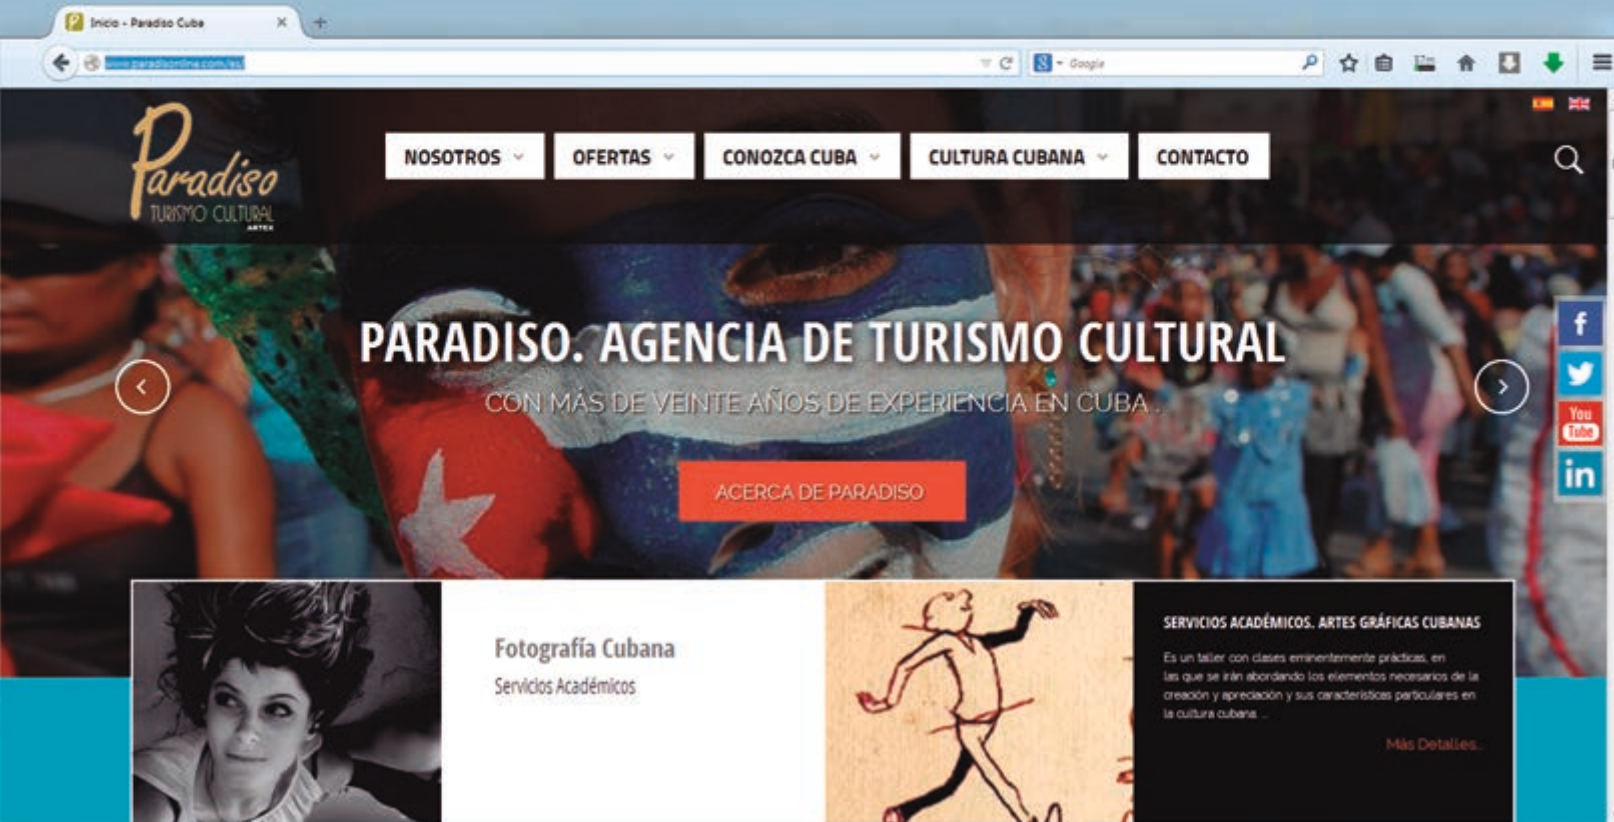 Inicio - Paradiso Cuba
www.paradisonline.com/es/
Google
Paradiso
TURISMO CULTURAL
ARTEX
NOSOTROS
OFERTAS
CONOZCA CUBA
CULTURA CUBANA
CONTACTO
PARADISO. AGENCIA DE TURISMO CULTURAL
CON MÁS DE VEINTE AÑOS DE EXPERIENCIA EN CUBA .
ACERCA DE PARADISO
f
You
Tube
in
Fotografía Cubana
Servicios Académicos
SERVICIOS ACADÉMICOS. ARTES GRÁFICAS CUBANAS
Es un taller con clases eminentemente prácticas, en
las que se irán abordando los elementos necesarios de la
creación y apreciación y sus características particulares en
la cultura cubana ...
Más Detalles...